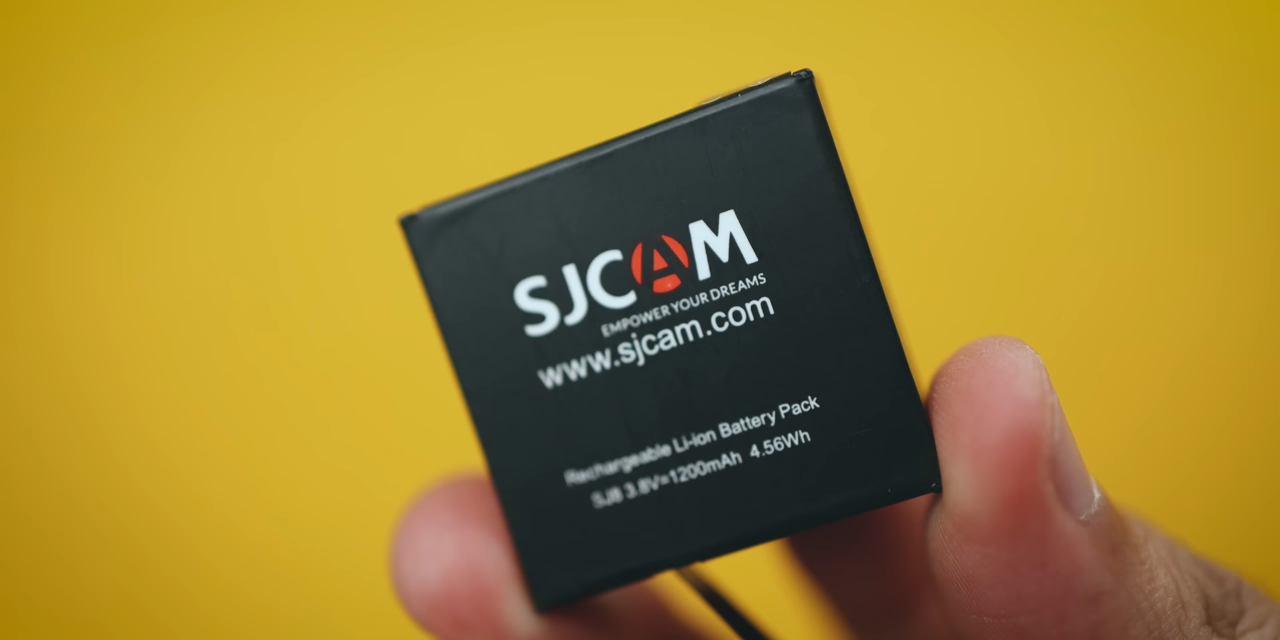 SJCAM
EMPOWER YOUR DREAMS
www.sjcam.com
Rechargeable Li-ion Battery Pack
SJ8 3.8V=1200mAh 4.56Wh